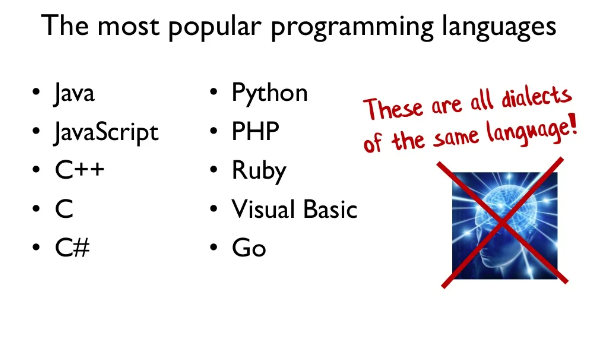 The most popular programming languages
• Java
• JavaScript
• C++
• C
• C#
• Python
• PHP
• Ruby
• Visual Basic
• Go
These are all dialects
of the same language!